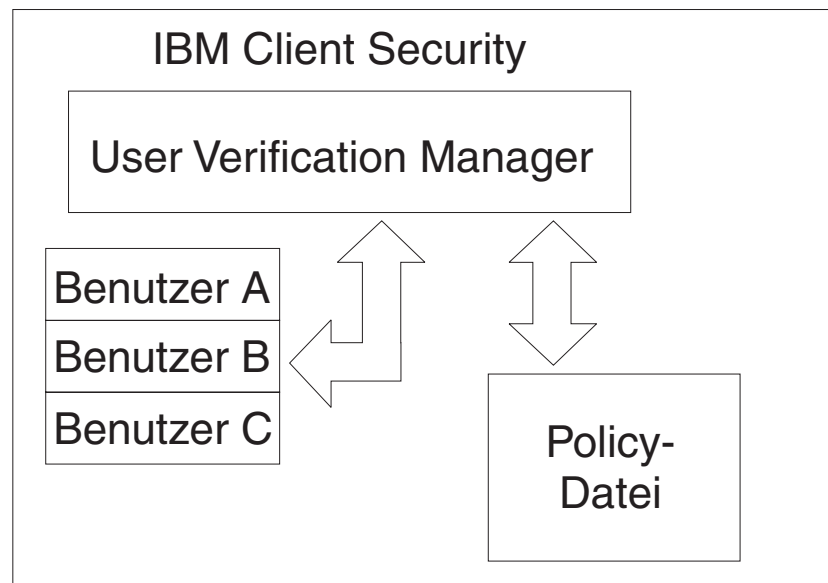 IBM Client Security
User Verification Manager
Benutzer A
Benutzer B
Benutzer C
Policy-
Datei